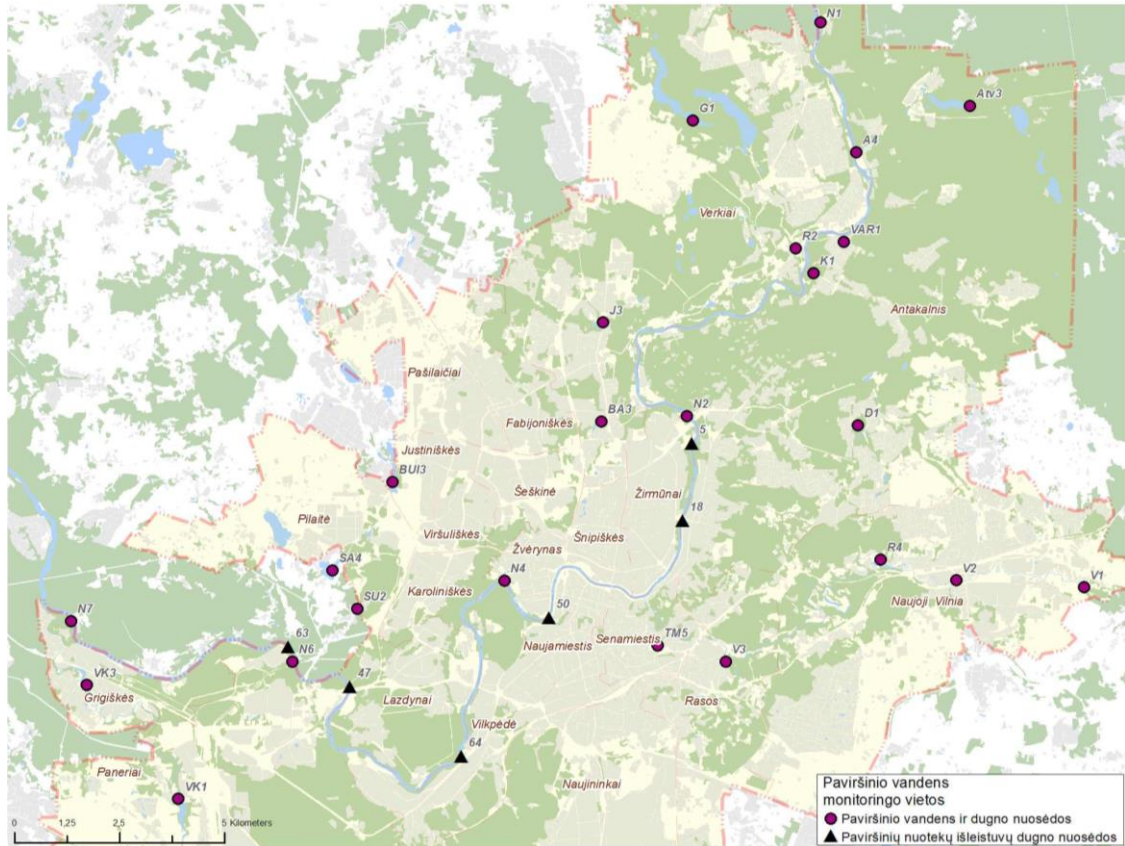 N1
Atv3
G1
A4
Verkiai
VAR1
R2
K1
Antakalnis
J3
Pašilaičiai
N2
Fabijoniškės
BA3
5
D1
Justiniškės
BUI3
Šeškinė
Žirmūnai
Pilaitė
18
Viršuliškės
Šnipiškės
Žvėrynas
R4
SA4
N4
V2
V1
Karoliniškės
SU2
Naujoji Vilnia
50
N7
Senamiestis
TM5
63
Naujamiestis
N6
V3
VK3
47
Grigiškės
Lazdynai
Rasos
Vilkpėdė
64
Paneriai
Naujininkai
VK1
0 1,25 2,5 5 Kilometers
Paviršinio vandens
monitoringo vietos
Paviršinio vandens ir dugno nuosėdos
Paviršinių nuotekų išleistuvų dugno nuosėdos